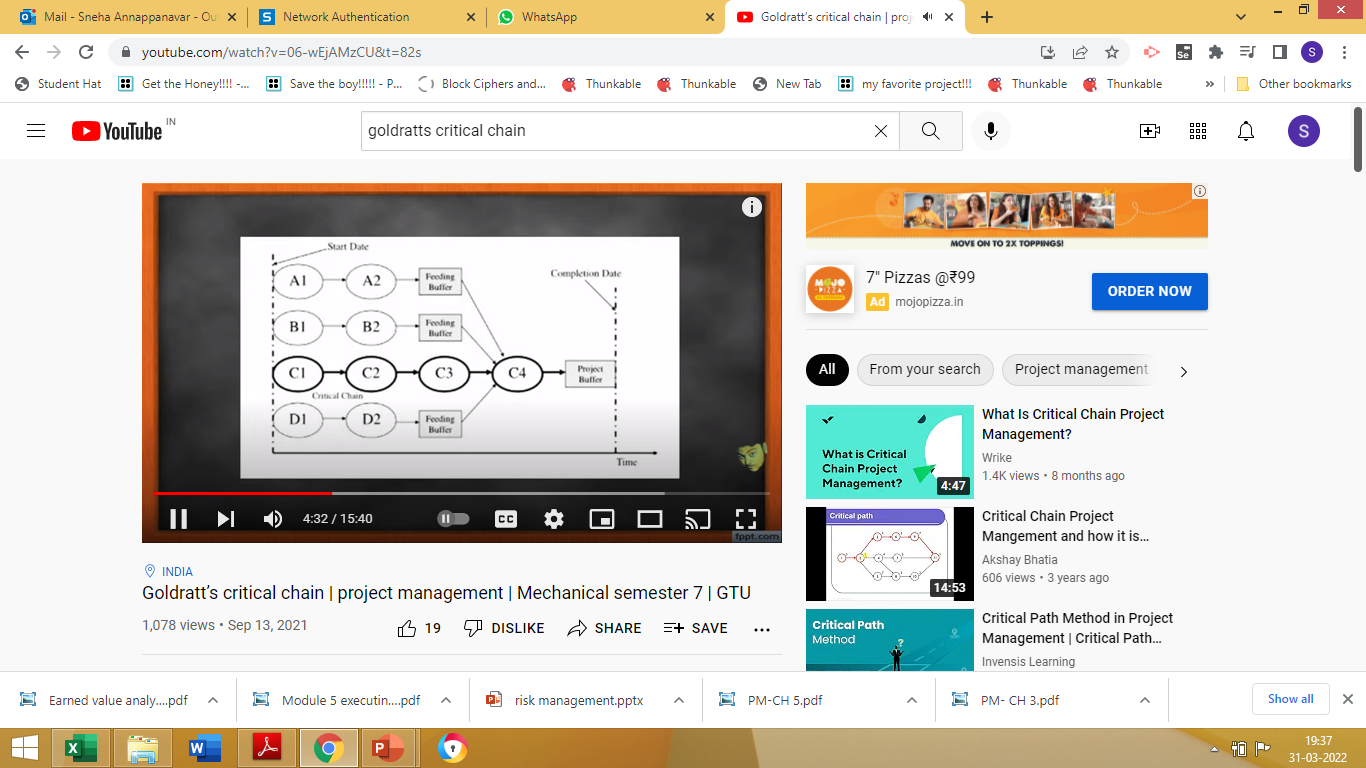 Mail - Sneha Annappanavar - Ou
Network Authentication
WhatsApp
Goldratt's critical chain | proj
youtube.com/watch?v=06-wEjAMzCU&t=82s
S
Student Hat
Get the Honey!!!! -...
Save the boy!!!!! - P...
Block Ciphers and...
Thunkable
Thunkable
New Tab
my favorite project!!!
Thunkable
Thunkable
»
Other bookmarks
YouTube IN
goldratts critical chain
S
Start Date
Completion Date
A1
A2
Feeding
Buffer
B1
B2
Feeding
Buffer
C1
C2
C3
C4
Project
Buffer
Critical Chain
D1
D2
Feeding
Buffer
Time
4:32 / 15:40
CC
fppt.com
INDIA
Goldratt's critical chain | project management | Mechanical semester 7 | GTU
1,078 views • Sep 13, 2021
19
DISLIKE
SHARE
SAVE
MOVE ON TO 2X TOPPINGS!
MOJO
PIZZA
7" Pizzas @₹99
Ad mojopizza.in
ORDER NOW
All
From your search
Project management
What is Critical
Chain Project
Management?
4:47
What Is Critical Chain Project
Management?
Wrike
1.4K views • 8 months ago
Critical path
14:53
Critical Chain Project
Mangement and how it is...
Akshay Bhatia
606 views • 3 years ago
Critical Path
Method
Critical Path Method in Project
Management | Critical Path...
Invensis Learning
Earned value analy....pdf
Module 5 executin....pdf
risk management.pptx
PM-CH 5.pdf
PM- CH 3.pdf
Show all
19:37
31-03-2022